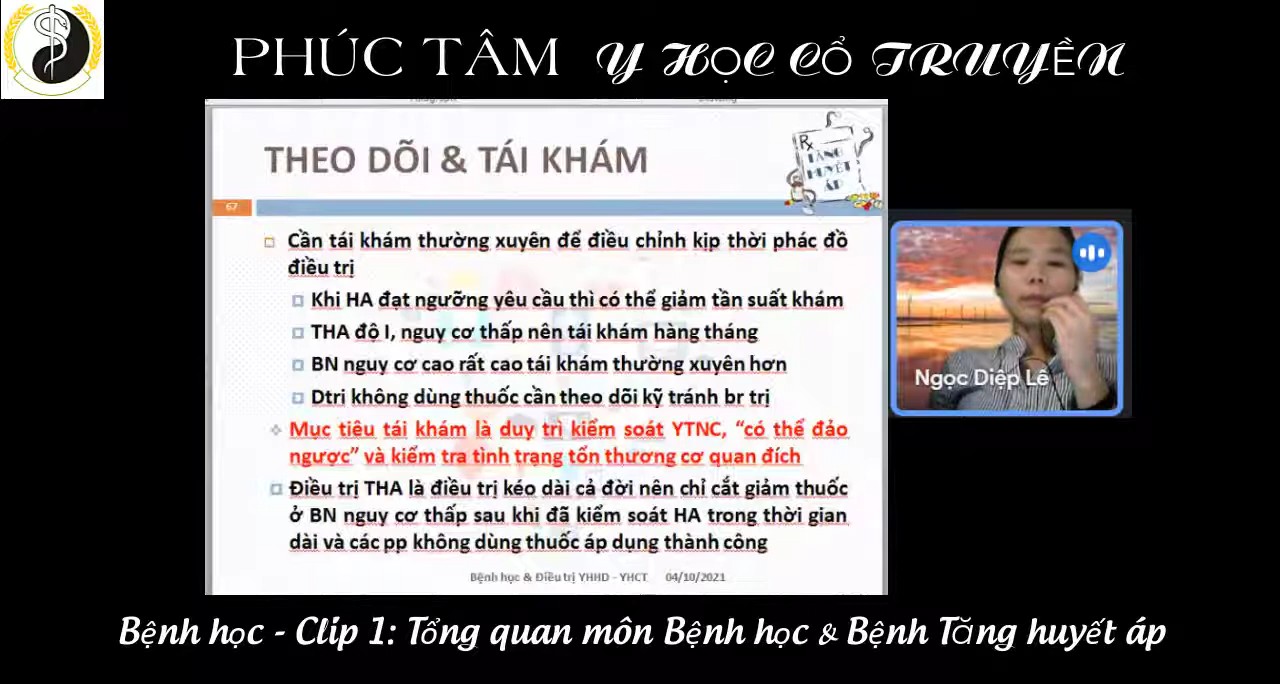 PHÚC TÂM Y HỌC CỔ TRUYỀN
THEO DÕI & TÁI KHÁM
Rx
TĂNG
HUYẾT
ÁP
67
Cần tái khám thường xuyên để điều chỉnh kịp thời phác đồ
điều trị
Khi HA đạt ngưỡng yêu cầu thì có thể giảm tần suất khám
THA độ I, nguy cơ thấp nên tái khám hàng tháng
BN nguy cơ cao rất cao tái khám thường xuyên hơn
Dtri không dùng thuốc cần theo dõi kỹ tránh br trị
Mục tiêu tái khám là duy trì kiểm soát YTNC, “có thể đảo
ngược” và kiểm tra tình trạng tổn thương cơ quan đích
Điều trị THA là điều trị kéo dài cả đời nên chỉ cắt giảm thuốc
ở BN nguy cơ thấp sau khi đã kiểm soát HA trong thời gian
dài và các pp không dùng thuốc áp dụng thành công
Bệnh học & Điều trị YHHD - YHCT 04/10/2021
Ngọc Diệp Lê
Bệnh học - Clip 1: Tổng quan môn Bệnh học & Bệnh Tăng huyết áp